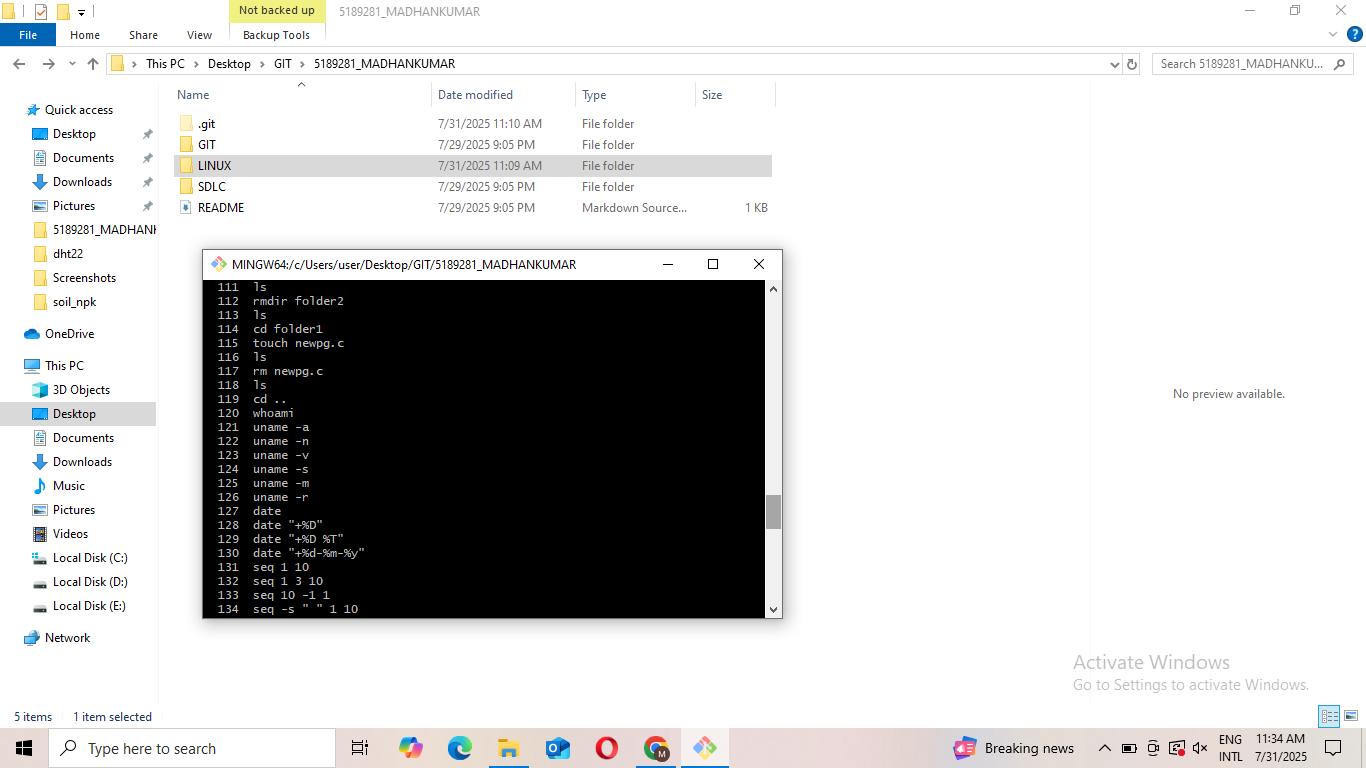 Not backed up
5189281_MADHANKUMAR
File
Home
Share
View
Backup Tools
This PC
Desktop
GIT
5189281_MADHANKUMAR
Search 5189281_MADHANKU...
Name
Date modified
Type
Size
.git
7/31/2025 11:10 AM
File folder
GIT
7/29/2025 9:05 PM
File folder
LINUX
7/31/2025 11:09 AM
File folder
SDLC
7/29/2025 9:05 PM
File folder
README
7/29/2025 9:05 PM
Markdown Source...
1 KB
Quick access
Desktop
Documents
Downloads
Pictures
5189281_MADHANK
dht22
Screenshots
soil_npk
OneDrive
This PC
3D Objects
Desktop
Documents
Downloads
Music
Pictures
Videos
Local Disk (C:)
Local Disk (D:)
Local Disk (E:)
Network
MINGW64:/c/Users/user/Desktop/GIT/5189281_MADHANKUMAR
111 ls
112 rmdir folder2
113 ls
114 cd folder1
115 touch newpg.c
116 ls
117 rm newpg.c
118 ls
119 cd ..
120 whoami
121 uname -a
122 uname -n
123 uname -v
124 uname -s
125 uname -m
126 uname -r
127 date
128 date "+%D"
129 date "+%D %T"
130 date "+%d-%m-%y"
131 seq 1 10
132 seq 1 3 10
133 seq 10 -1 1
134 seq -s " " 1 10
No preview available.
Activate Windows
Go to Settings to activate Windows.
5 items
1 item selected
Type here to search
M
Breaking news
ENG
INTL
11:34 AM
7/31/2025